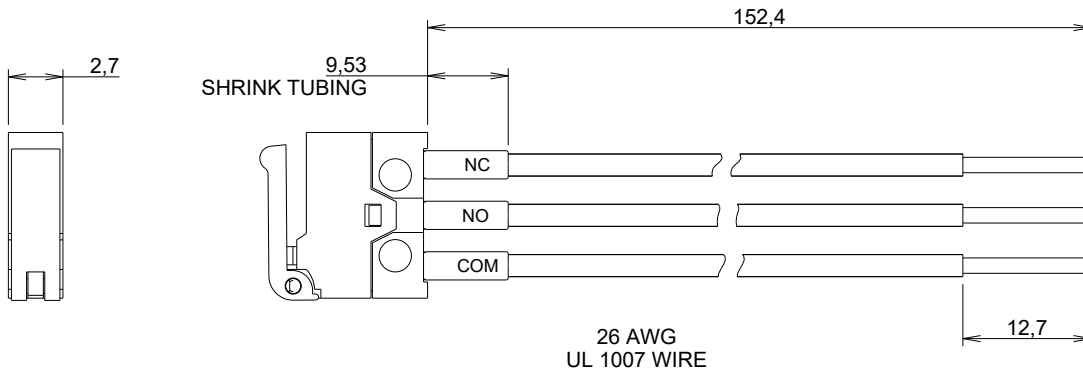 152,4
2,7
9,53
SHRINK TUBING
NC
NO
COM
12,7
26 AWG
UL 1007 WIRE